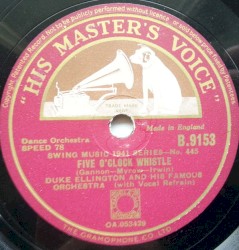 "HIS MASTER'S VOICE"
Made in England
Dance Orchestra
SPEED 78
B.9153
SWING MUSIC 1941 SERIES—No. 443
FIVE O'CLOCK WHISTLE
(Gannon—Myrow—Irwin)
DUKE ELLINGTON AND HIS FAMOUS
ORCHESTRA (with Vocal Refrain)
THE GRAMOPHONE CO. LTD